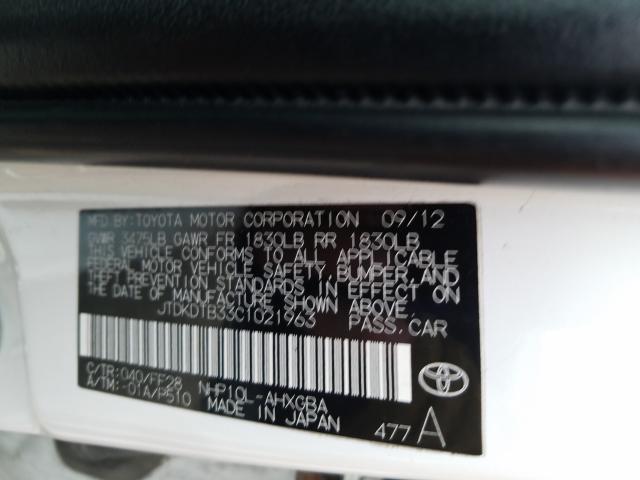 MFD BY: TOYOTA MOTOR CORPORATION 09/12
GVWR 3475LB GAWR FR 1830LB RR 1830LB
THIS VEHICLE CONFORMS TO ALL APPLICABLE
FEDERAL MOTOR VEHICLE SAFETY, BUMPER, AND
THEFT PREVENTION STANDARDS IN EFFECT ON
THE DATE OF MANUFACTURE SHOWN ABOVE.
JTDKDTB33C1021963 PASS. CAR
C/TR: 040/FF28 NHP10L-AHXGBA
A/TM: -01A/P510 MADE IN JAPAN
477 A